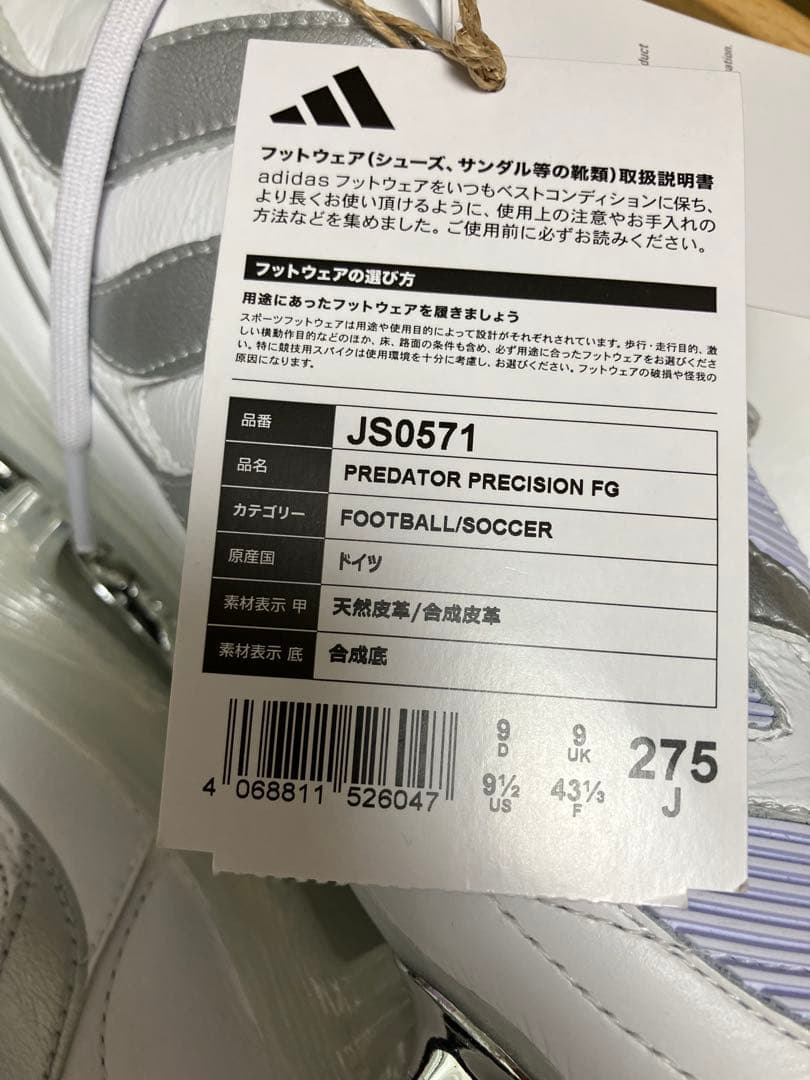 duct
ation.
フットウェア(シューズ、サンダル等の靴類)取扱説明書
adidas フットウェアをいつもベストコンディションに保ち、
より長くお使い頂けるように、使用上の注意やお手入れの
方法などを集めました。ご使用前に必ずお読みください。
フットウェアの選び方
用途にあったフットウェアを履きましょう
スポーツフットウェアは用途や使用目的によって設計がそれぞれされています。歩行・走行目的、激
しい横動作目的などのほか、床、路面の条件も含め、必ず用途に合ったフットウェアをお選びくださ
い。特に競技用スパイクは使用環境を十分に考慮し、お選びください。フットウェアの破損や怪我の
原因になります。
品番 JS0571
品名 PREDATOR PRECISION FG
カテゴリー FOOTBALL/SOCCER
原産国 ドイツ
素材表示 甲 天然皮革/合成皮革
素材表示 底 合成底
4 068811 526047
9 D 9 UK 275 J
9½ US 43⅓ F